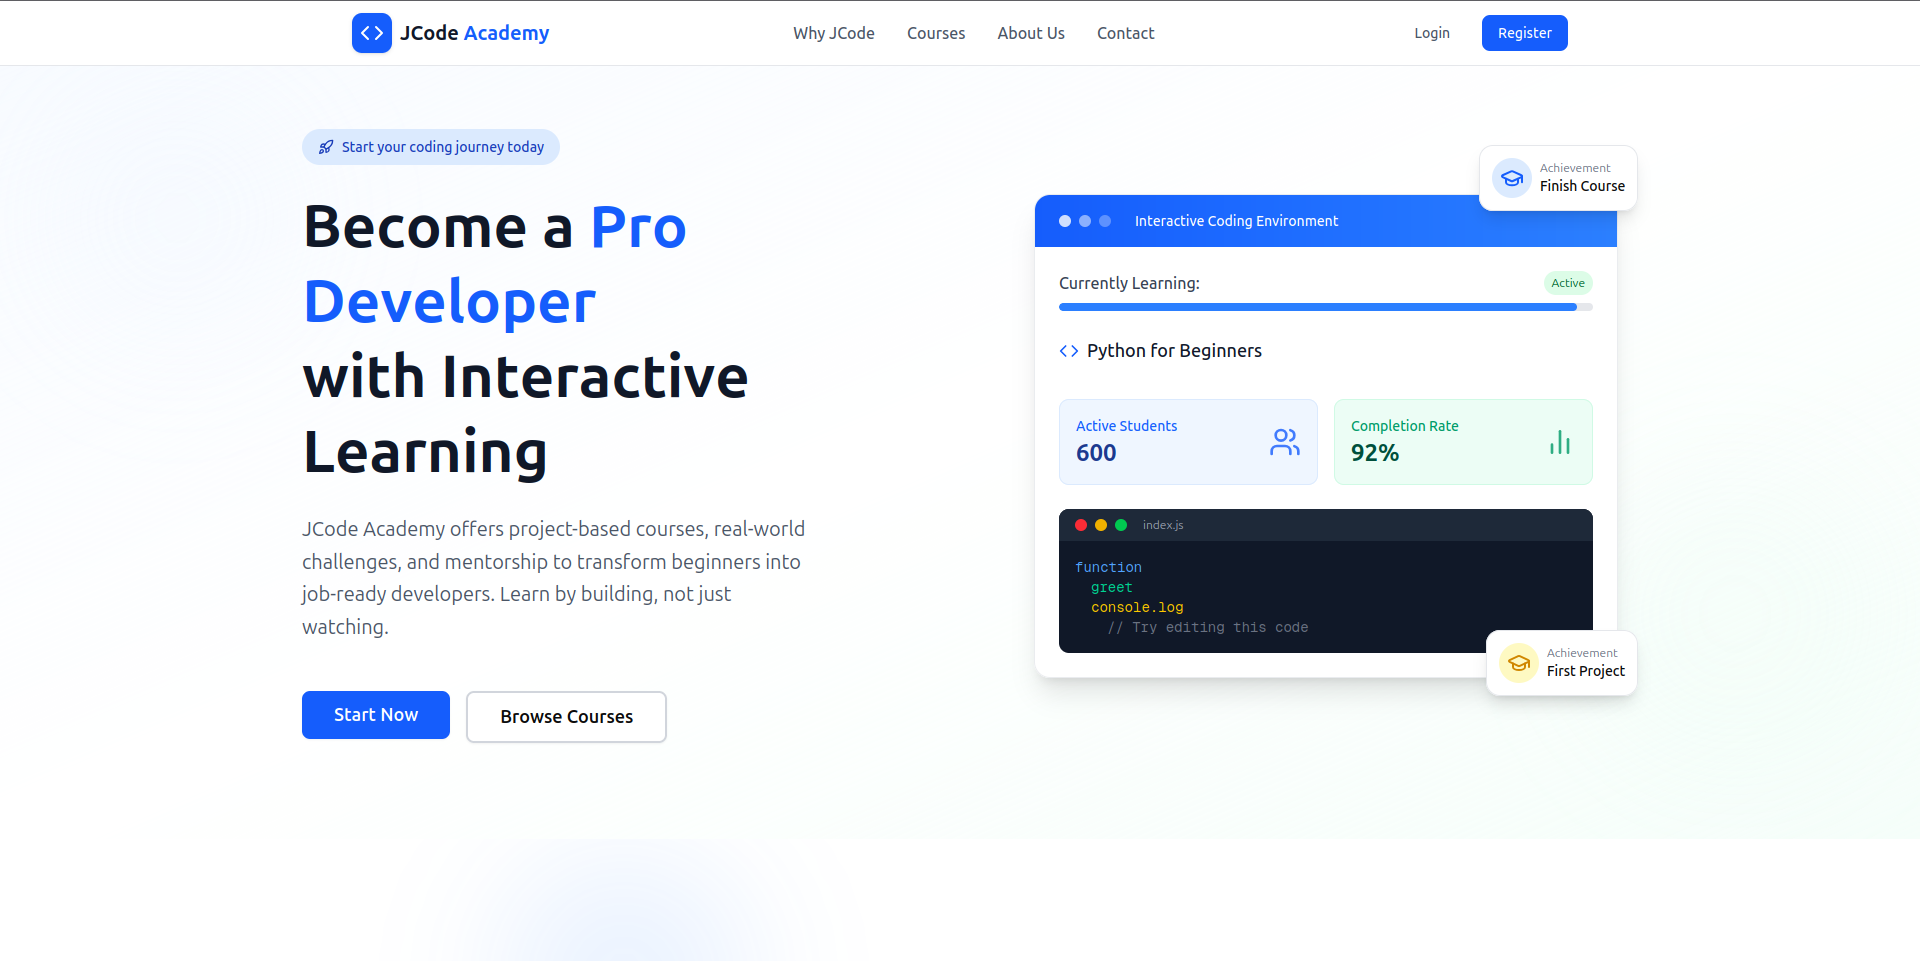 JCode Academy
Why JCode
Courses
About Us
Contact
Login
Register
Start your coding journey today
Become a Pro
Developer
with Interactive
Learning
JCode Academy offers project-based courses, real-world
challenges, and mentorship to transform beginners into
job-ready developers. Learn by building, not just
watching.
Start Now
Browse Courses
Achievement
Finish Course
Interactive Coding Environment
Currently Learning:
Active
Python for Beginners
Active Students
600
Completion Rate
92%
index.js
function
greet
console.log
// Try editing this code
Achievement
First Project